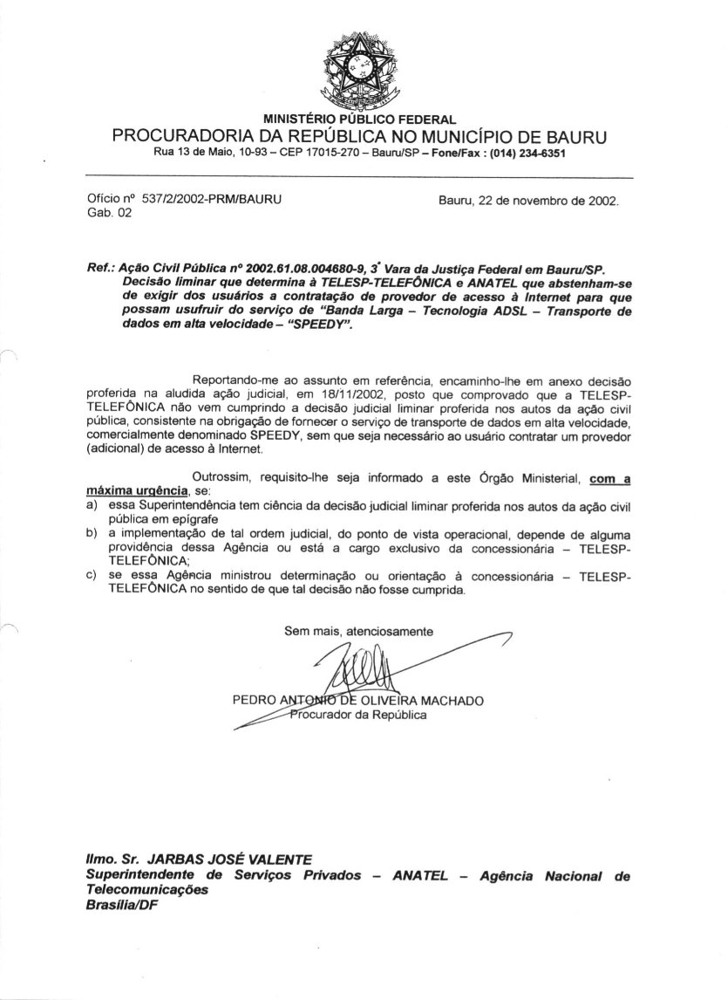 MINISTÉRIO PÚBLICO FEDERAL
PROCURADORIA DA REPÚBLICA NO MUNICÍPIO DE BAURU
Rua 13 de Maio, 10-93 – CEP 17015-270 – Bauru/SP – Fone/Fax : (014) 234-6351
Ofício nº 537/2/2002-PRM/BAURU Bauru, 22 de novembro de 2002.
Gab. 02
Ref.: Ação Civil Pública nº 2002.61.08.004680-9, 3ª Vara da Justiça Federal em Bauru/SP.
Decisão liminar que determina à TELESP-TELEFÔNICA e ANATEL que abstenham-se
de exigir dos usuários a contratação de provedor de acesso à Internet para que
possam usufruir do serviço de “Banda Larga – Tecnologia ADSL – Transporte de
dados em alta velocidade – “SPEEDY”.
Reportando-me ao assunto em referência, encaminho-lhe em anexo decisão
proferida na aludida ação judicial, em 18/11/2002, posto que comprovado que a TELESP-
TELEFÔNICA não vem cumprindo a decisão judicial liminar proferida nos autos da ação civil
pública, consistente na obrigação de fornecer o serviço de transporte de dados em alta velocidade,
comercialmente denominado SPEEDY, sem que seja necessário ao usuário contratar um provedor
(adicional) de acesso à Internet.
Outrossim, requisito-lhe seja informado a este Órgão Ministerial, com a
máxima urgência, se:
a) essa Superintendência tem ciência da decisão judicial liminar proferida nos autos da ação civil
pública em epígrafe
b) a implementação de tal ordem judicial, do ponto de vista operacional, depende de alguma
providência dessa Agência ou está a cargo exclusivo da concessionária – TELESP-
TELEFÔNICA;
c) se essa Agência ministrou determinação ou orientação à concessionária – TELESP-
TELEFÔNICA no sentido de que tal decisão não fosse cumprida.
Sem mais, atenciosamente
PEDRO ANTONIO DE OLIVEIRA MACHADO
Procurador da República
Ilmo. Sr. JARBAS JOSÉ VALENTE
Superintendente de Serviços Privados – ANATEL – Agência Nacional de
Telecomunicações
Brasília/DF